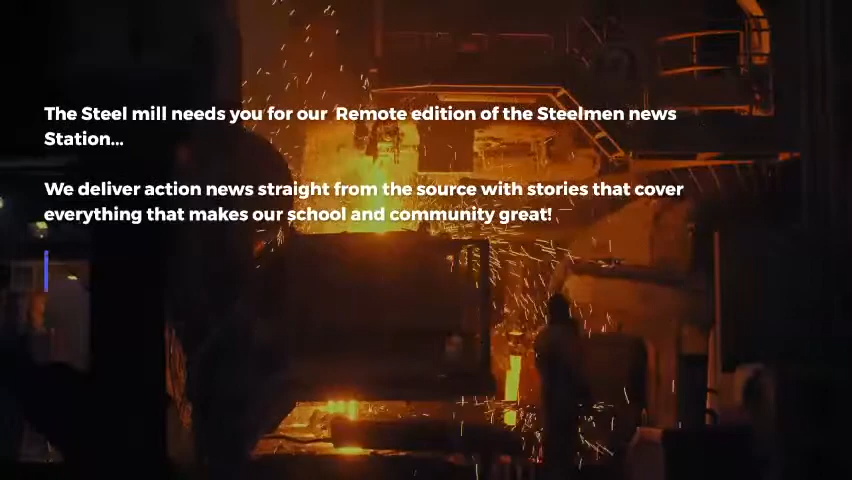 The Steel mill needs you for our  Remote edition of the Steelmen news
Station...
We deliver action news straight from the source with stories that cover
everything that makes our school and community great!